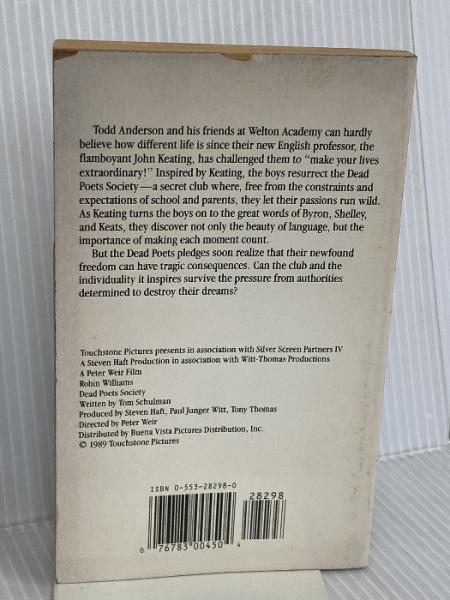 Todd Anderson and his friends at Welton Academy can hardly
believe how different life is since their new English professor, the
flamboyant John Keating, has challenged them to "make your lives
extraordinary!" Inspired by Keating, the boys resurrect the Dead
Poets Society—a secret club where, free from the constraints and
expectations of school and parents, they let their passions run wild.
As Keating turns the boys on to the great words of Byron, Shelley,
and Keats, they discover not only the beauty of language, but the
importance of making each moment count.
But the Dead Poets pledges soon realize that their newfound
freedom can have tragic consequences. Can the club and the
individuality it inspires survive the pressure from authorities
determined to destroy their dreams?
Touchstone Pictures presents in association with Silver Screen Partners IV
A Steven Haft Production in association with Witt-Thomas Productions
A Peter Weir Film
Robin Williams
Dead Poets Society
Written by Tom Schulman
Produced by Steven Haft, Paul Junger Witt, Tony Thomas
Directed by Peter Weir
Distributed by Buena Vista Pictures Distribution, Inc.
© 1989 Touchstone Pictures
ISBN 0-553-28298-0
28298
0 76783 00450 4